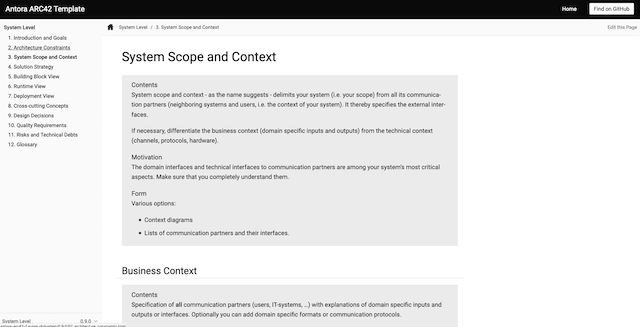 Antora ARC42 Template
Home
Find on GitHub
System Level
1. Introduction and Goals
2. Architecture Constraints
3. System Scope and Context
4. Solution Strategy
5. Building Block View
6. Runtime View
7. Deployment View
8. Cross-cutting Concepts
9. Design Decisions
10. Quality Requirements
11. Risks and Technical Debts
12. Glossary
System Level / 3. System Scope and Context
Edit this Page
System Scope and Context
Contents
System scope and context - as the name suggests - delimits your system (i.e. your scope) from all its communica-
tion partners (neighboring systems and users, i.e. the context of your system). It thereby specifies the external inter-
faces.
If necessary, differentiate the business context (domain specific inputs and outputs) from the technical context
(channels, protocols, hardware).
Motivation
The domain interfaces and technical interfaces to communication partners are among your system's most critical
aspects. Make sure that you completely understand them.
Form
Various options:
• Context diagrams
• Lists of communication partners and their interfaces.
Business Context
Contents
Specification of all communication partners (users, IT-systems, …) with explanations of domain specific inputs and
outputs or interfaces. Optionally you can add domain specific formats or communication protocols.
System Level
0.9.0